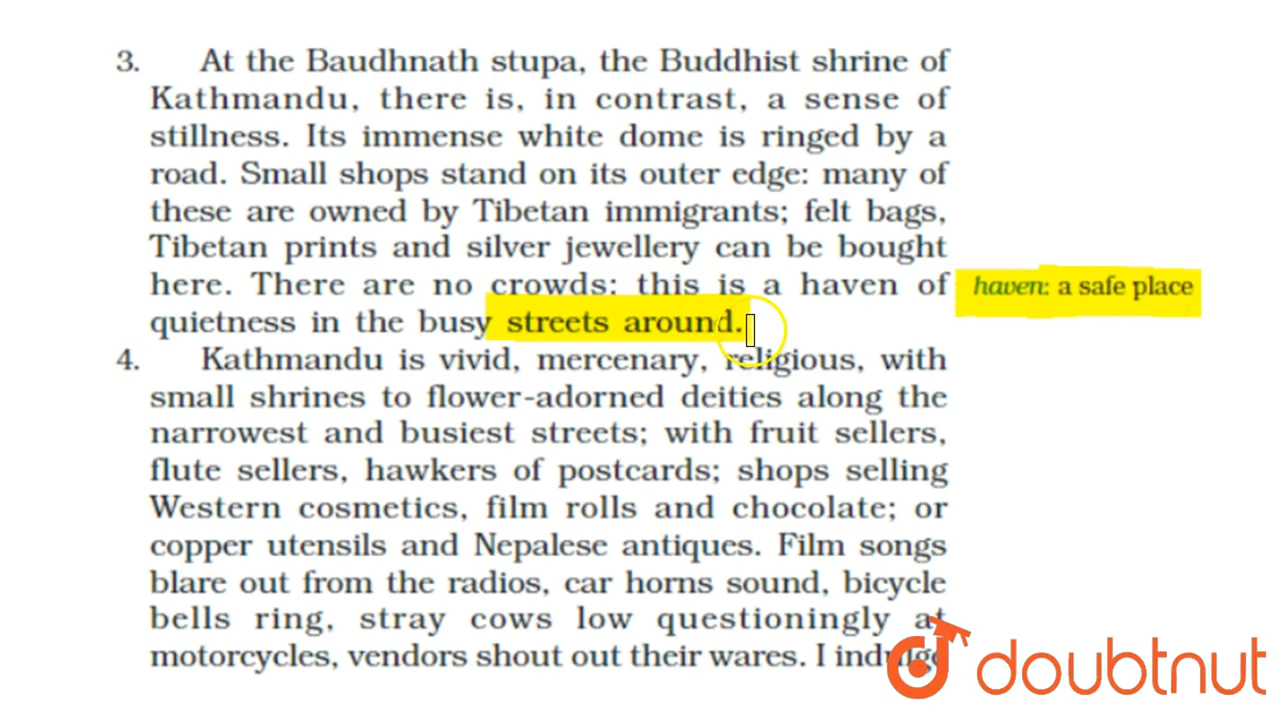 3. At the Baudhnath stupa, the Buddhist shrine of
Kathmandu, there is, in contrast, a sense of
stillness. Its immense white dome is ringed by a
road. Small shops stand on its outer edge: many of
these are owned by Tibetan immigrants; felt bags,
Tibetan prints and silver jewellery can be bought
here. There are no crowds: this is a haven of
haven: a safe place
quietness in the busy streets around.
4. Kathmandu is vivid, mercenary, religious, with
small shrines to flower-adorned deities along the
narrowest and busiest streets; with fruit sellers,
flute sellers, hawkers of postcards; shops selling
Western cosmetics, film rolls and chocolate; or
copper utensils and Nepalese antiques. Film songs
blare out from the radios, car horns sound, bicycle
bells ring, stray cows low questioningly at
motorcycles, vendors shout out their wares. I indulge
doubtnut